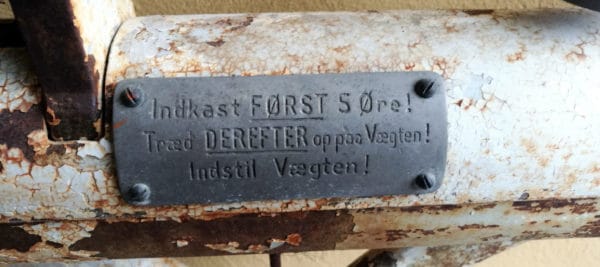 Indkast FØRST 5 Øre!
Træd DEREFTER op paa Vægten!
Indstil Vægten!